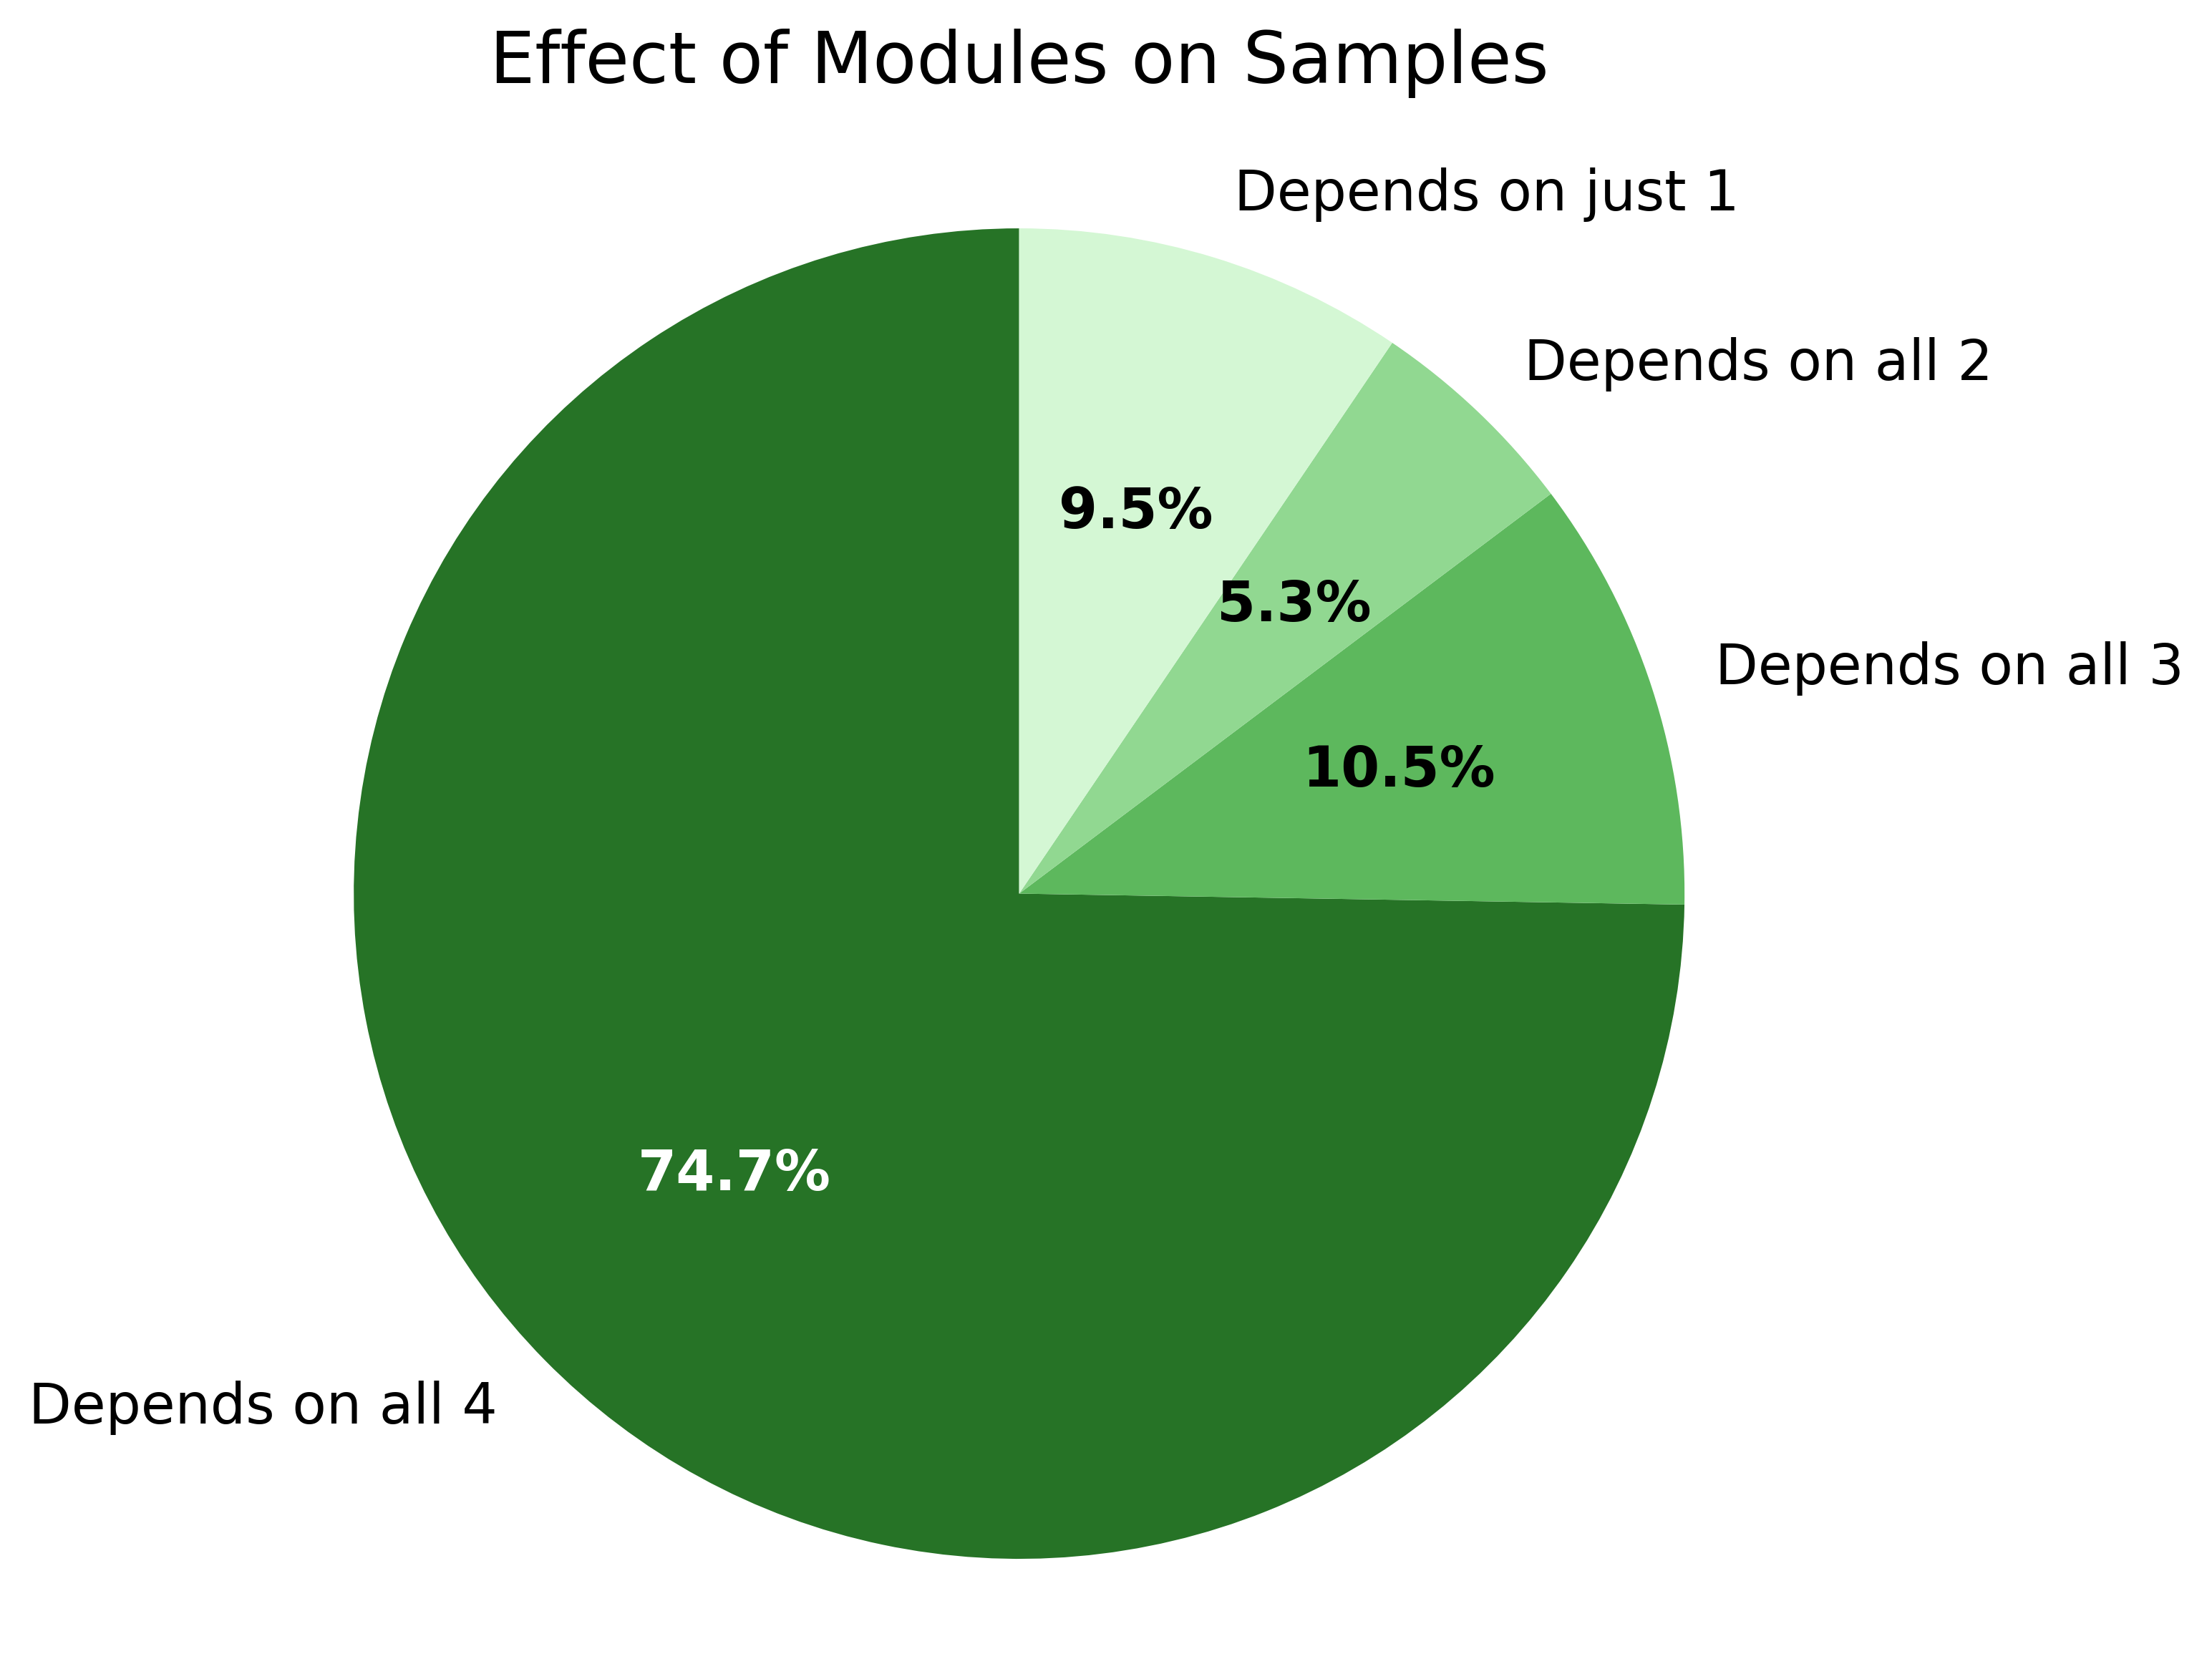 Effect of Modules on Samples
Depends on just 1
Depends on all 2
9.5%
5.3%
Depends on all 3
10.5%
74.7%
Depends on all 4